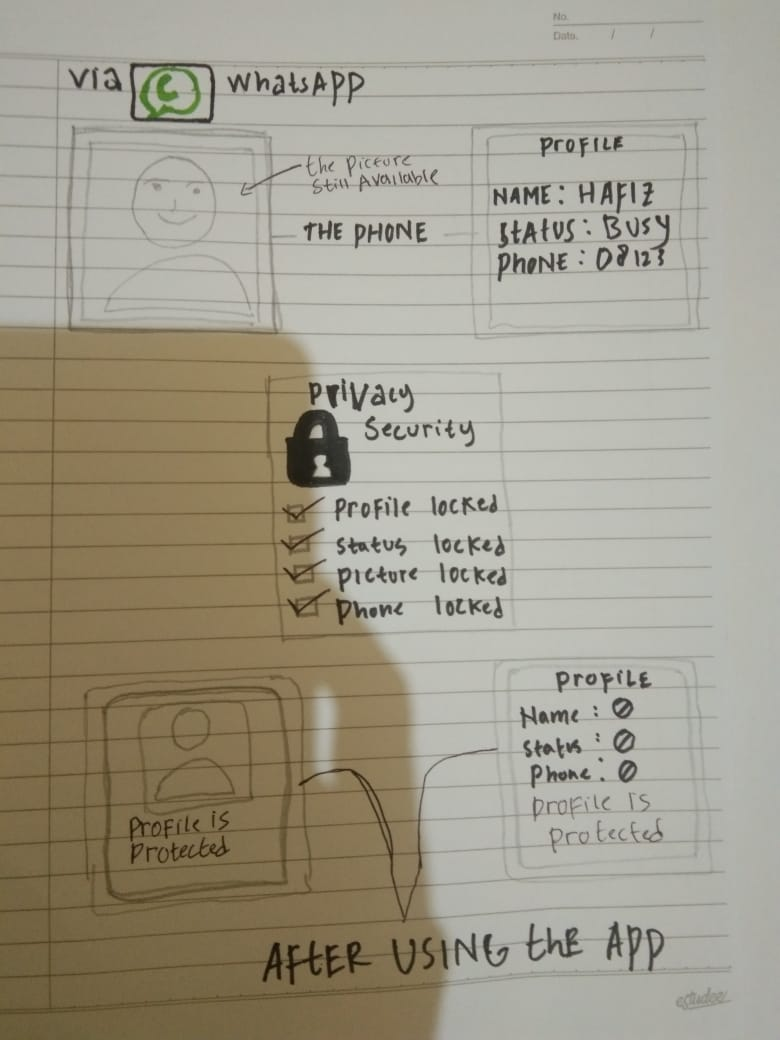 No.
Date. / /
via WhatsApp
the Picture
Still Available
THE PHONE
PROFILE
NAME: HAFIZ
StAtUS: BUSY
PHONE: 08123
Privacy
Security
Profile locked
Status locked
picture locked
Phone locked
Profile is
Protected
PROFILE
Name :
Status :
Phone :
Profile is
protected
AFTER USING the APP
estudee